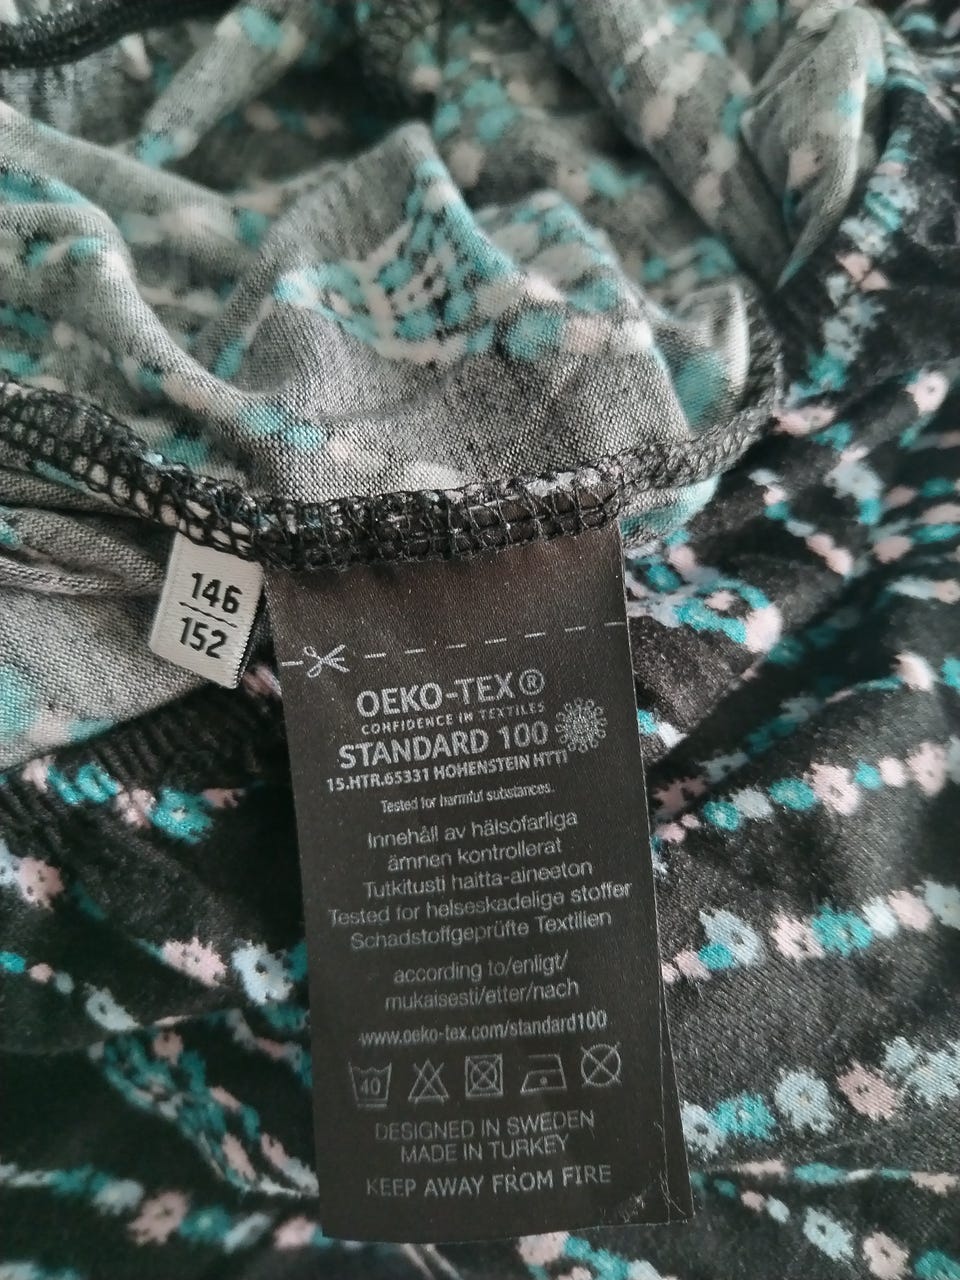 146
152
OEKO-TEX®
CONFIDENCE IN TEXTILES
STANDARD 100
15.HTR.65331 HOHENSTEIN HTTI
Tested for harmful substances.
Innehåll av hälsofarliga
ämnen kontrollerat
Tutkitusti haitta-aineeton
Tested for helseskadelige stoffer
Schadstoffgeprüfte Textilien
according to/enligt/
mukaisesti/etter/nach
www.oeko-tex.com/standard100
40
DESIGNED IN SWEDEN
MADE IN TURKEY
KEEP AWAY FROM FIRE